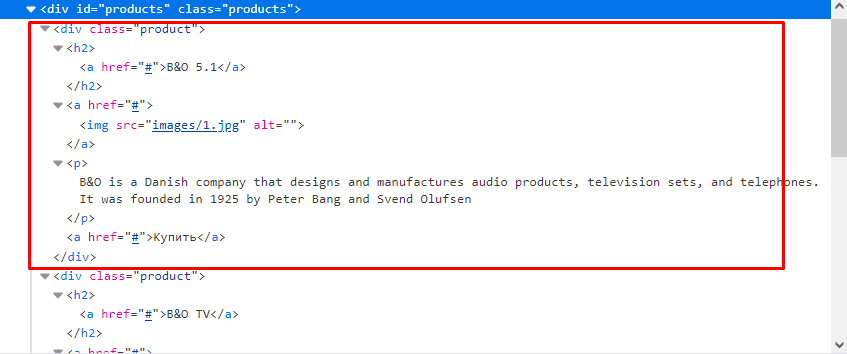 <div id="products" class="products">
<div class="product">
<h2>
<a href="#">B&O 5.1</a>
</h2>
<a href="#">
<img src="images/1.jpg" alt="">
</a>
<p>
B&O is a Danish company that designs and manufactures audio products, television sets, and telephones.
It was founded in 1925 by Peter Bang and Svend Olufsen
</p>
<a href="#">Купить</a>
</div>
<div class="product">
<h2>
<a href="#">B&O TV</a>
</h2>
<a href="#">